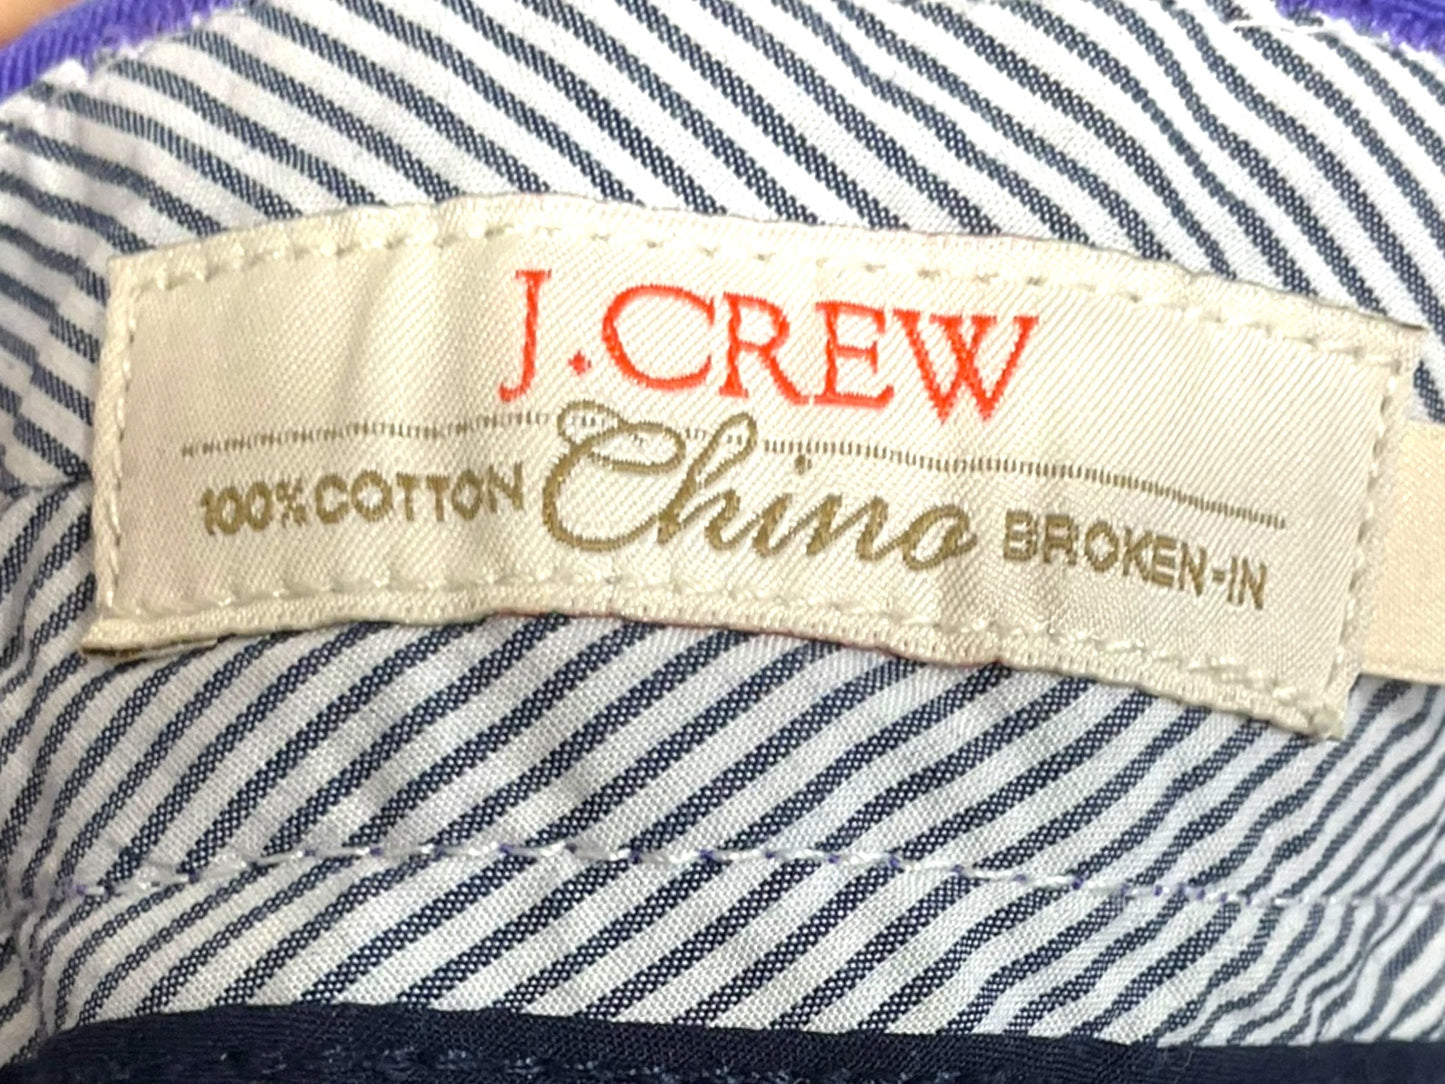 J.CREW
100% COTTON Chino BROKEN-IN